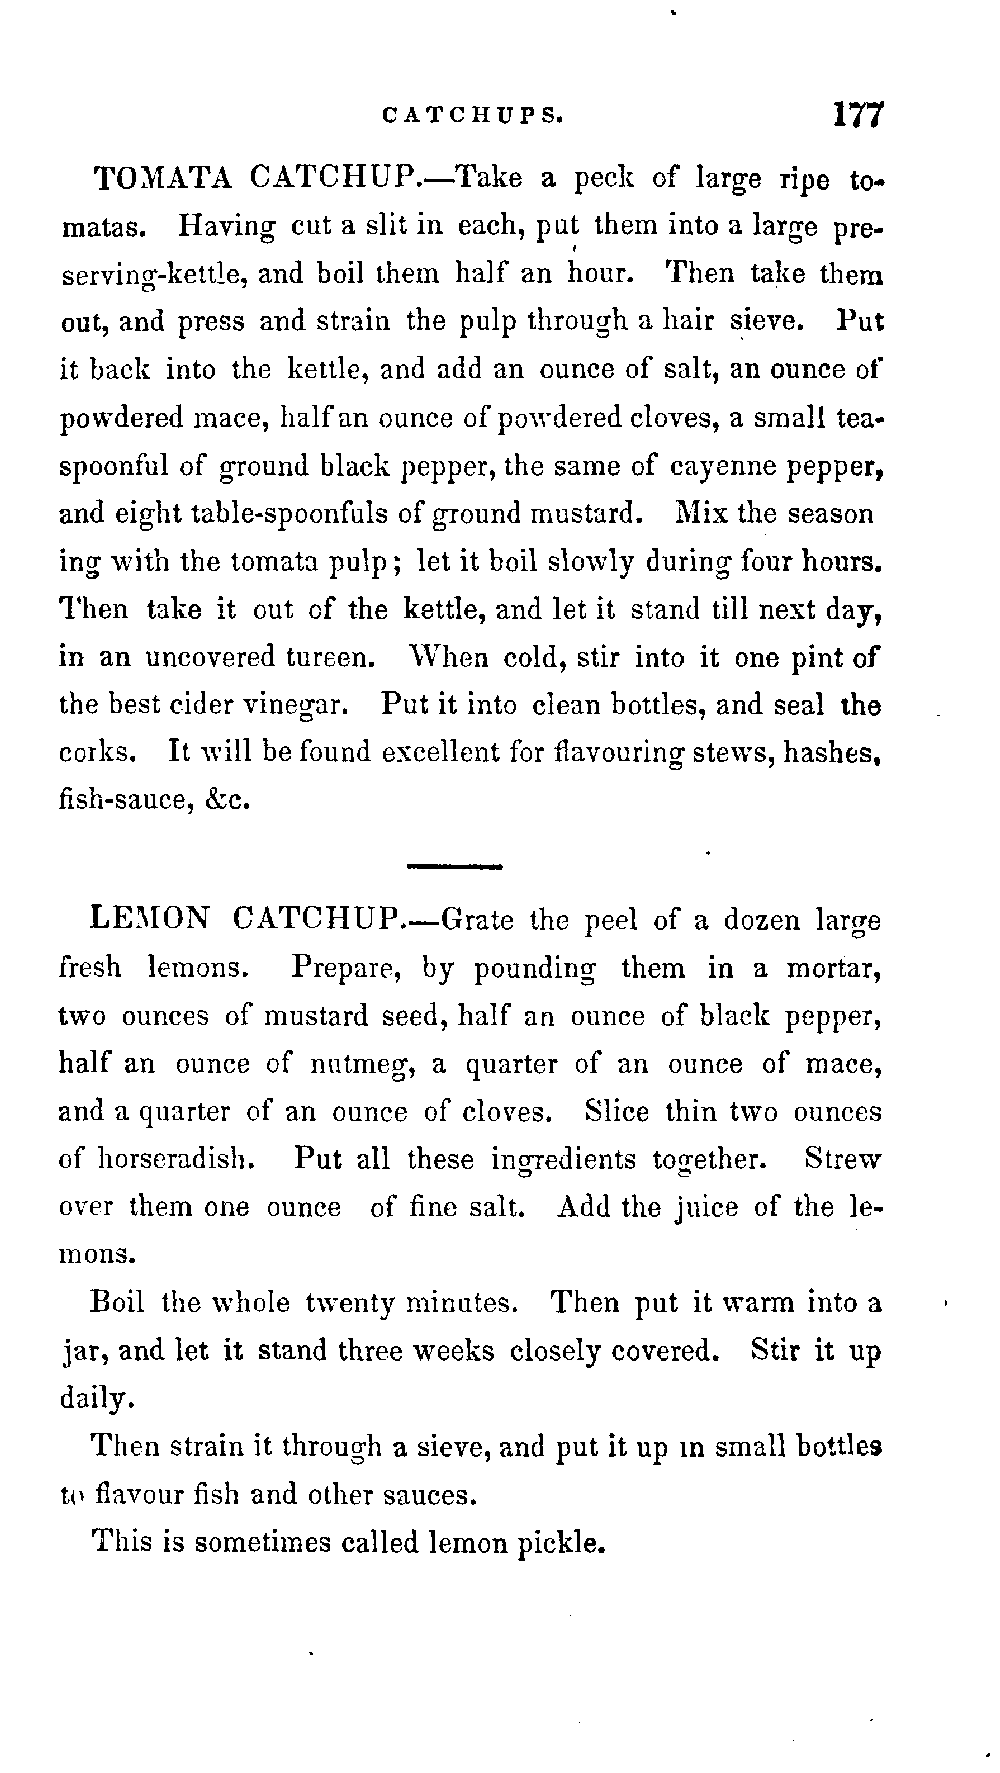 CATCHUPS. 177
TOMATA CATCHUP.—Take a peck of large ripe to-
matas. Having cut a slit in each, put them into a large pre-
serving-kettle, and boil them half an hour. Then take them
out, and press and strain the pulp through a hair sieve. Put
it back into the kettle, and add an ounce of salt, an ounce of
powdered mace, half an ounce of powdered cloves, a small tea-
spoonful of ground black pepper, the same of cayenne pepper,
and eight table-spoonfuls of ground mustard. Mix the season
ing with the tomata pulp; let it boil slowly during four hours.
Then take it out of the kettle, and let it stand till next day,
in an uncovered tureen. When cold, stir into it one pint of
the best cider vinegar. Put it into clean bottles, and seal the
corks. It will be found excellent for flavouring stews, hashes,
fish-sauce, &c.
LEMON CATCHUP.—Grate the peel of a dozen large
fresh lemons. Prepare, by pounding them in a mortar,
two ounces of mustard seed, half an ounce of black pepper,
half an ounce of nutmeg, a quarter of an ounce of mace,
and a quarter of an ounce of cloves. Slice thin two ounces
of horseradish. Put all these ingredients together. Strew
over them one ounce of fine salt. Add the juice of the le-
mons.
Boil the whole twenty minutes. Then put it warm into a
jar, and let it stand three weeks closely covered. Stir it up
daily.
Then strain it through a sieve, and put it up in small bottles
to flavour fish and other sauces.
This is sometimes called lemon pickle.